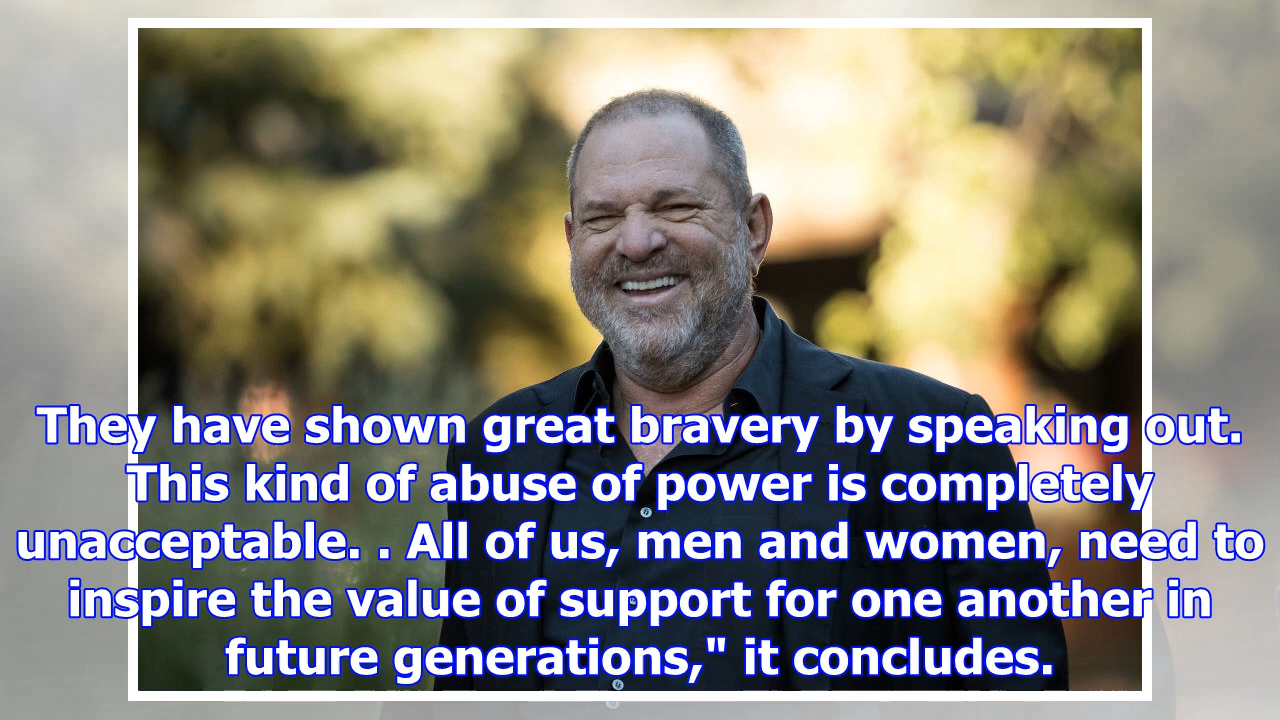 They have shown great bravery by speaking out.
This kind of abuse of power is completely
unacceptable. . All of us, men and women, need to
inspire the value of support for one another in
future generations," it concludes.